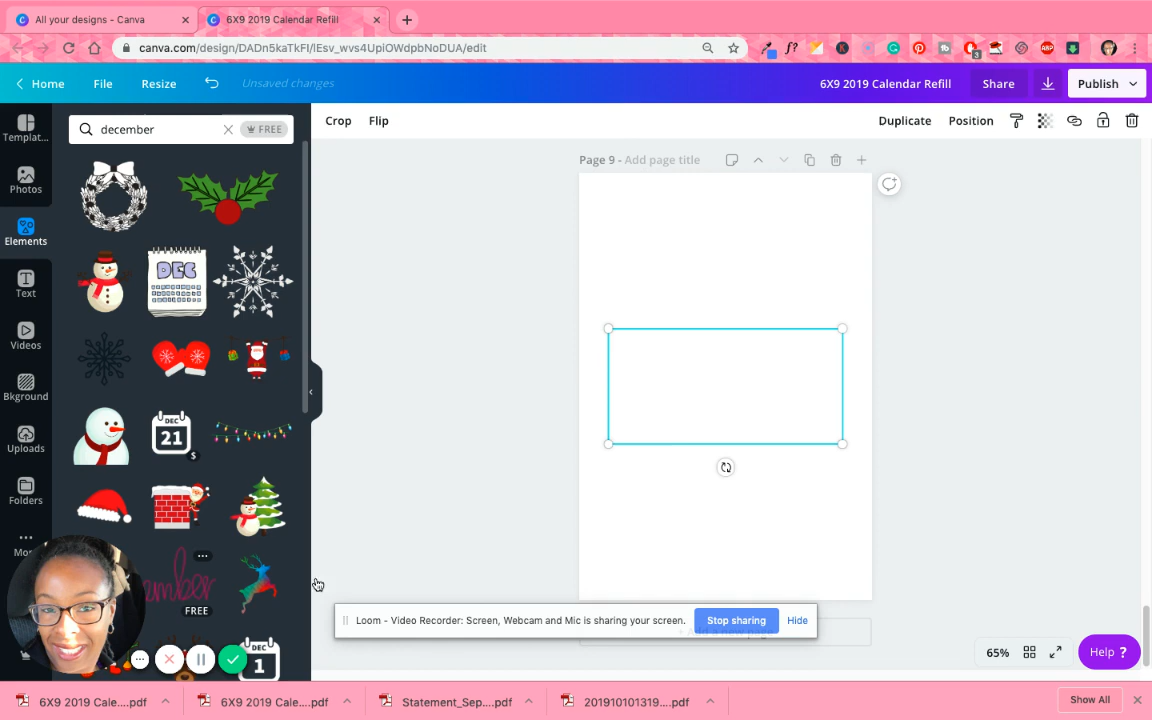 All your designs - Canva
6X9 2019 Calendar Refill
canva.com/design/DADn5kaTkFI/lEsv_wvs4UpiOWdpbNoDUA/edit
f?
3
ABP
Home
File
Resize
Unsaved changes
6X9 2019 Calendar Refill
Share
Publish
Templat...
Photos
Elements
Text
Videos
Bkground
Uploads
Folders
december
FREE
DEC
DEC
21
$
FREE
DEC
1
Crop
Flip
Duplicate
Position
Page 9 - Add page title
Loom - Video Recorder: Screen, Webcam and Mic is sharing your screen.
Stop sharing
Hide
65%
Help ?
6X9 2019 Cale....pdf
6X9 2019 Cale....pdf
Statement_Sep....pdf
201910101319....pdf
Show All